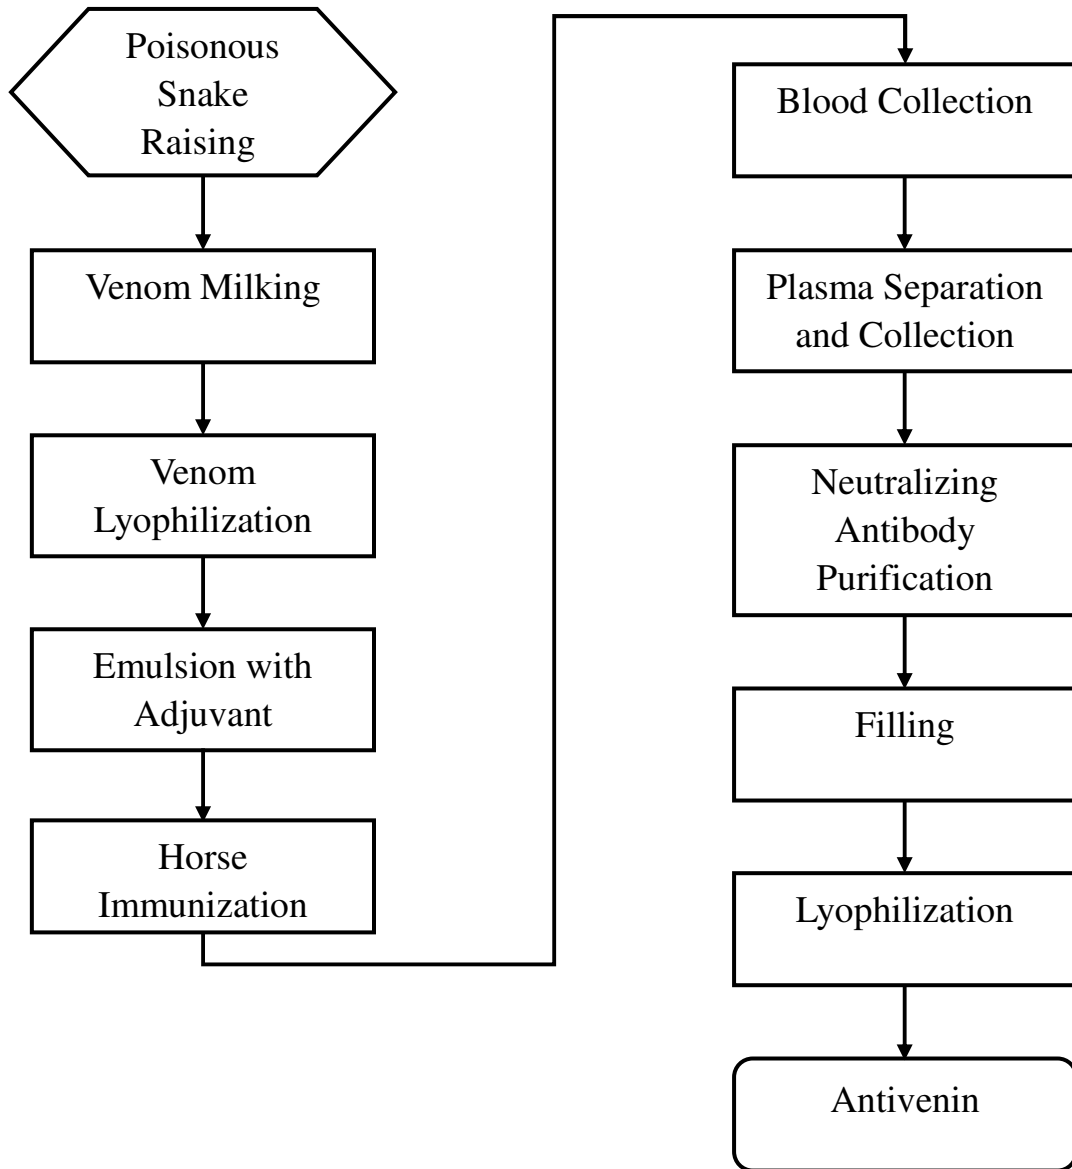 Poisonous
Snake
Raising
Venom Milking
Venom
Lyophilization
Emulsion with
Adjuvant
Horse
Immunization
Blood Collection
Plasma Separation
and Collection
Neutralizing
Antibody
Purification
Filling
Lyophilization
Antivenin